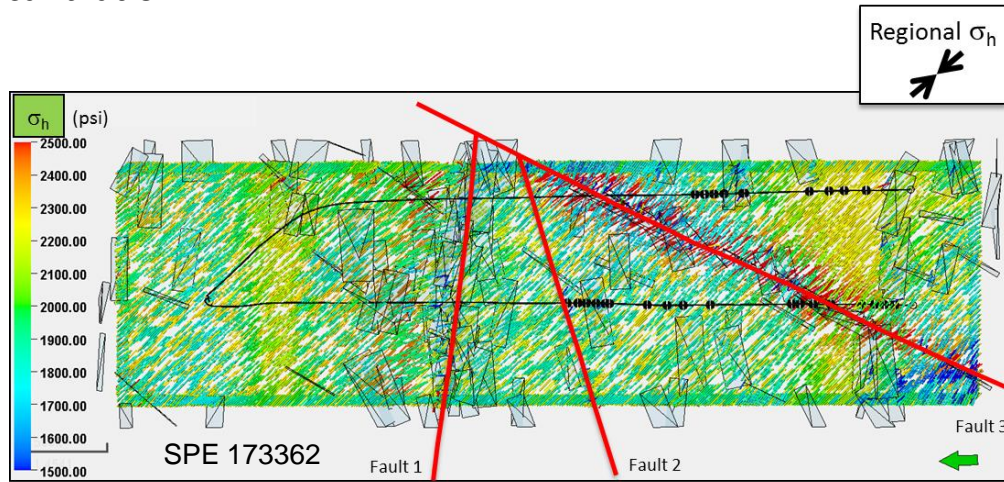 Regional σh
σh (psi)
2500.00
2400.00
2300.00
2200.00
2100.00
2000.00
1900.00
1800.00
1700.00
1600.00
1500.00
SPE 173362
Fault 1
Fault 2
Fault 3